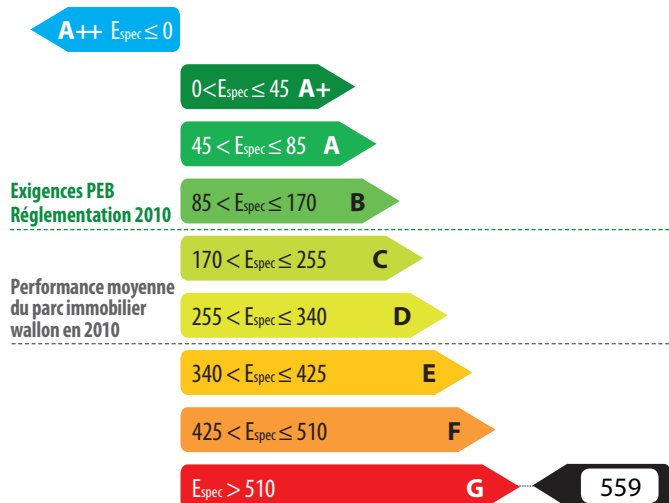 A++ Espec ≤ 0
0<Espec ≤ 45 A+
45 < Espec ≤ 85 A
Exigences PEB
Réglementation 2010
85 < Espec ≤ 170 B
170 < Espec ≤ 255 C
Performance moyenne
du parc immobilier
wallon en 2010
255 < Espec ≤ 340 D
340 < Espec ≤ 425 E
425 < Espec ≤ 510 F
Espec > 510 G 559